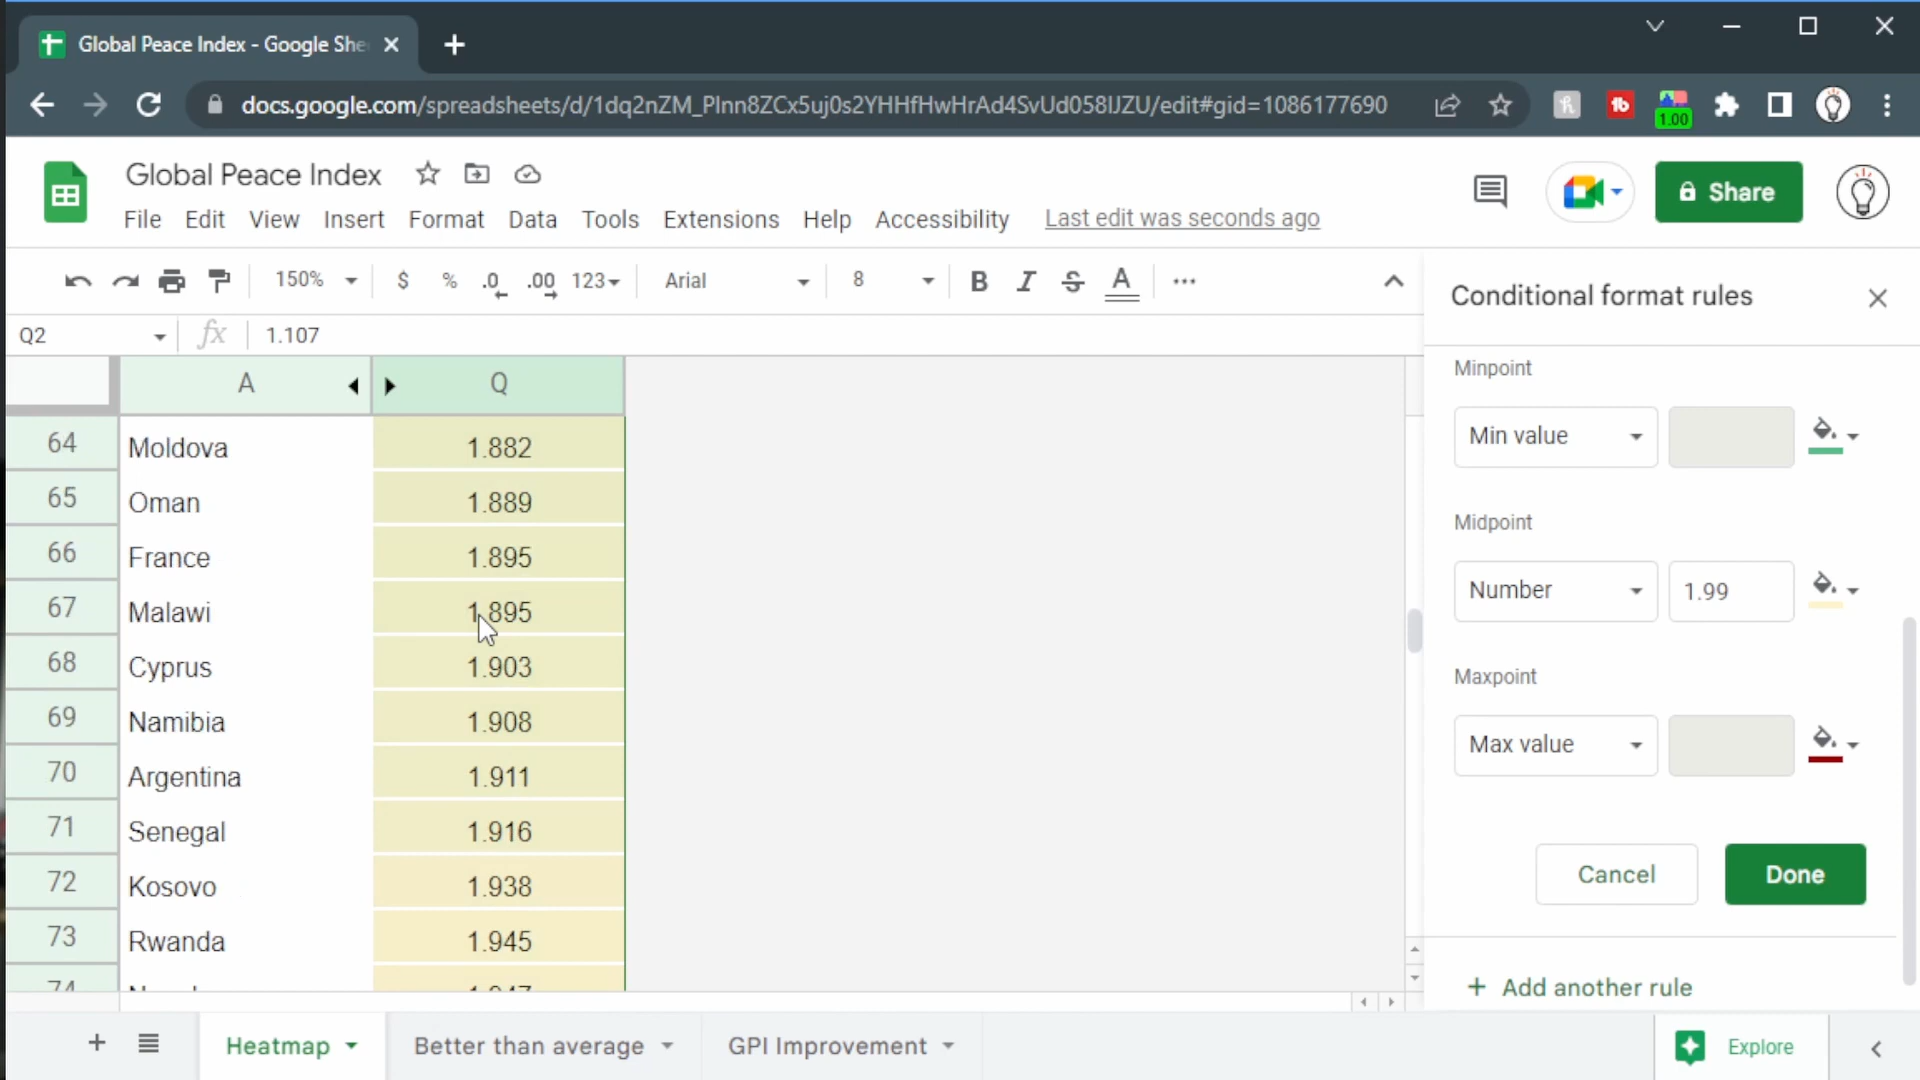 Global Peace Index - Google She
docs.google.com/spreadsheets/d/1dq2nZM_PInn8ZCx5uj0s2YHHfHwHrAd4SvUd058IJZU/edit#gid=1086177690
1.00
Global Peace Index
Share
File Edit View Insert Format Data Tools Extensions Help Accessibility Last edit was seconds ago
150% $ % .0 .00 123 Arial 8 B I S A
Conditional format rules
Q2 fx 1.107
A Q
Minpoint
64 Moldova 1.882
Min value
65 Oman 1.889
Midpoint
66 France 1.895
Number 1.99
67 Malawi 1.895
68 Cyprus 1.903
Maxpoint
69 Namibia 1.908
Max value
70 Argentina 1.911
71 Senegal 1.916
72 Kosovo 1.938
Cancel Done
73 Rwanda 1.945
+ Add another rule
Heatmap Better than average GPI Improvement
Explore